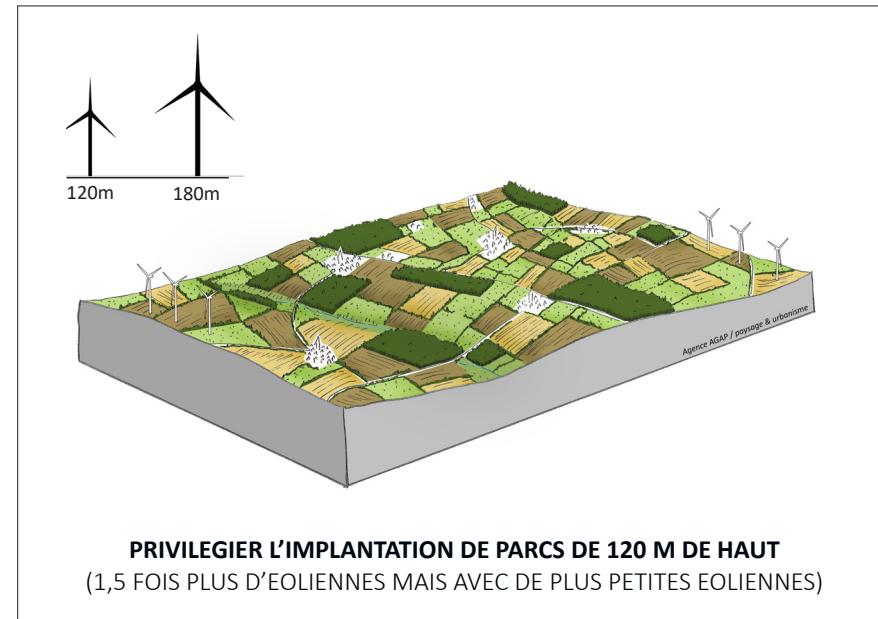 120m
180m
Agence AGAP / paysage & urbanisme
PRIVILEGIER L’IMPLANTATION DE PARCS DE 120 M DE HAUT
(1,5 FOIS PLUS D’EOLIENNES MAIS AVEC DE PLUS PETITES EOLIENNES)